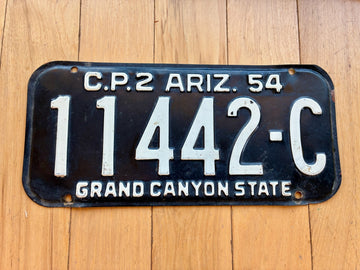 C.P.2 ARIZ. 54
11442-C
GRAND CANYON STATE